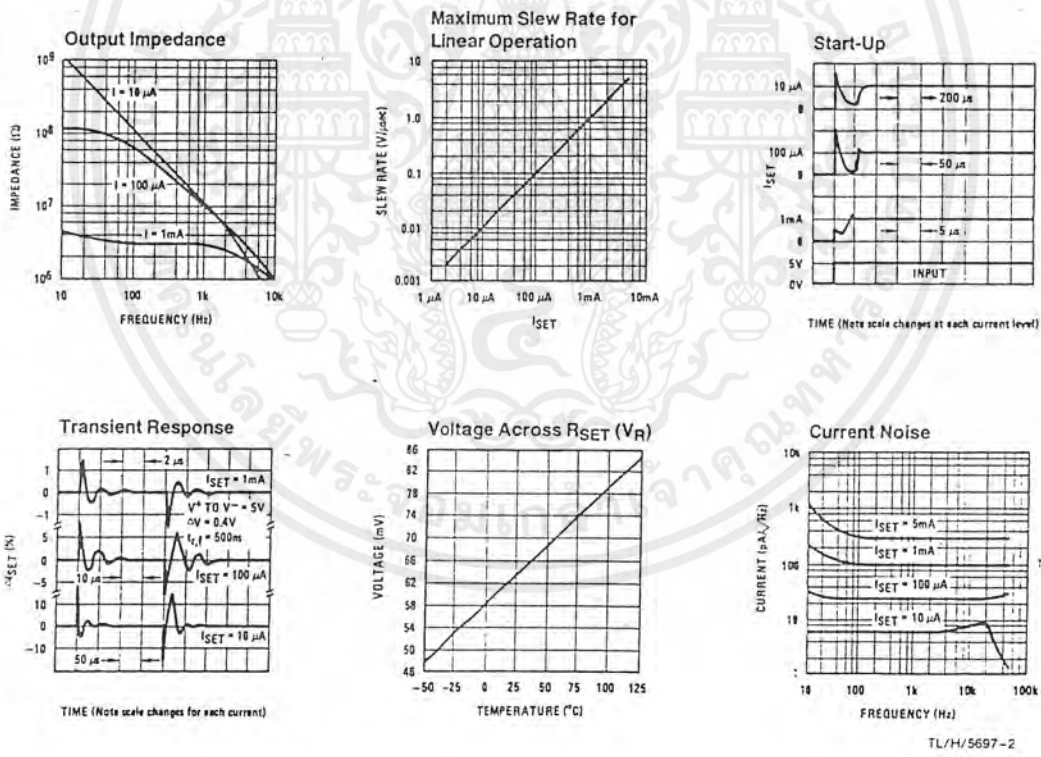 Output Impedance
10⁹
10⁸
10⁷
10⁶
IMPEDANCE (Ω)
I = 10 µA
I = 100 µA
I = 1mA
10
100
1k
10k
FREQUENCY (Hz)
Maximum Slew Rate for
Linear Operation
10
1.0
0.1
0.01
0.001
SLEW RATE (V/µsec)
1 µA
10 µA
100 µA
1mA
10mA
ISET
Start-Up
10 µA
0
100 µA
0
1mA
0
5V
0V
ISET
200 µs
50 µs
5 µs
INPUT
TIME (Note scale changes at each current level)
Transient Response
1
0
-1
5
0
-5
10
0
-10
ΔISET (%)
2 µs
ISET = 1mA
V⁺ TO V⁻ = 5V
ΔV = 0.4V
tr,f = 500ns
10 µs
ISET = 100 µA
50 µs
ISET = 10 µA
TIME (Note scale changes for each current)
Voltage Across RSET (VR)
86
82
78
74
70
66
62
58
54
50
46
VOLTAGE (mV)
-50
-25
0
25
50
75
100
125
TEMPERATURE (°C)
Current Noise
10k
1k
100
10
1
CURRENT (pA/√Hz)
ISET = 5mA
ISET = 1mA
ISET = 100 µA
ISET = 10 µA
10
100
1k
10k
100k
FREQUENCY (Hz)
TL/H/5697-2